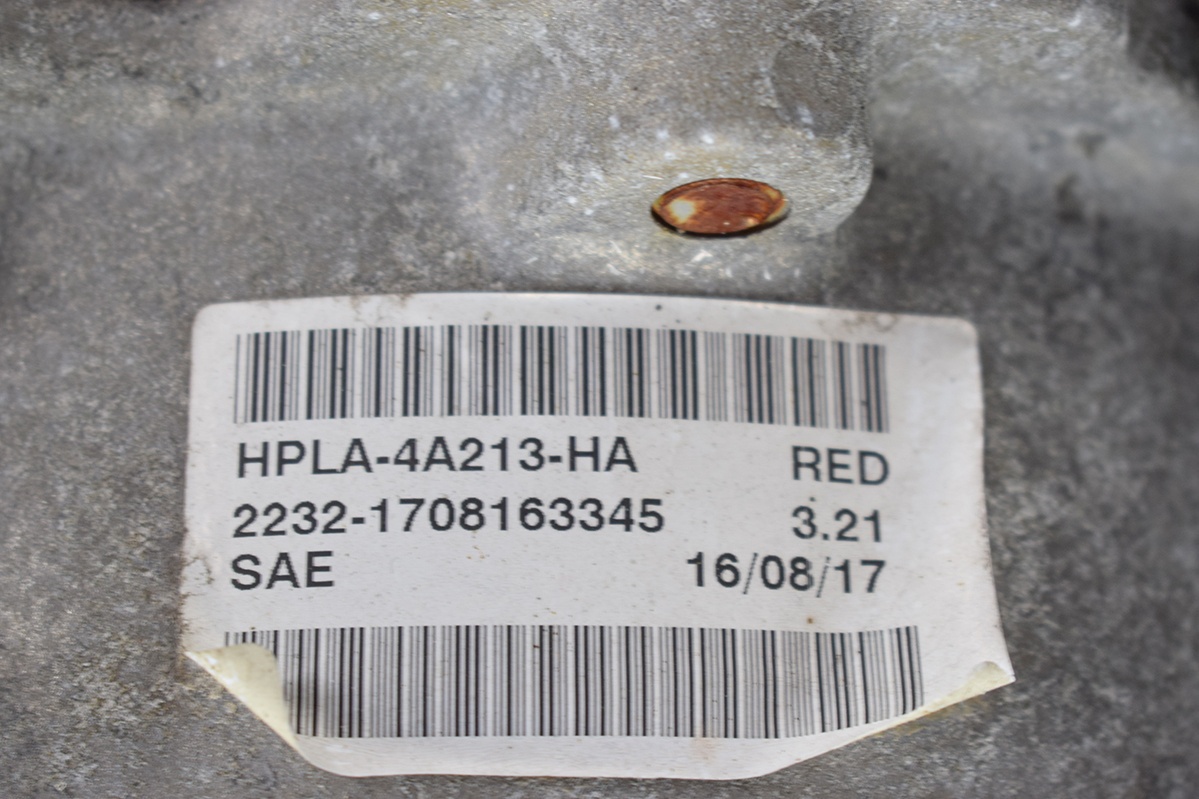 HPLA-4A213-HA RED
2232-1708163345 3.21
SAE 16/08/17